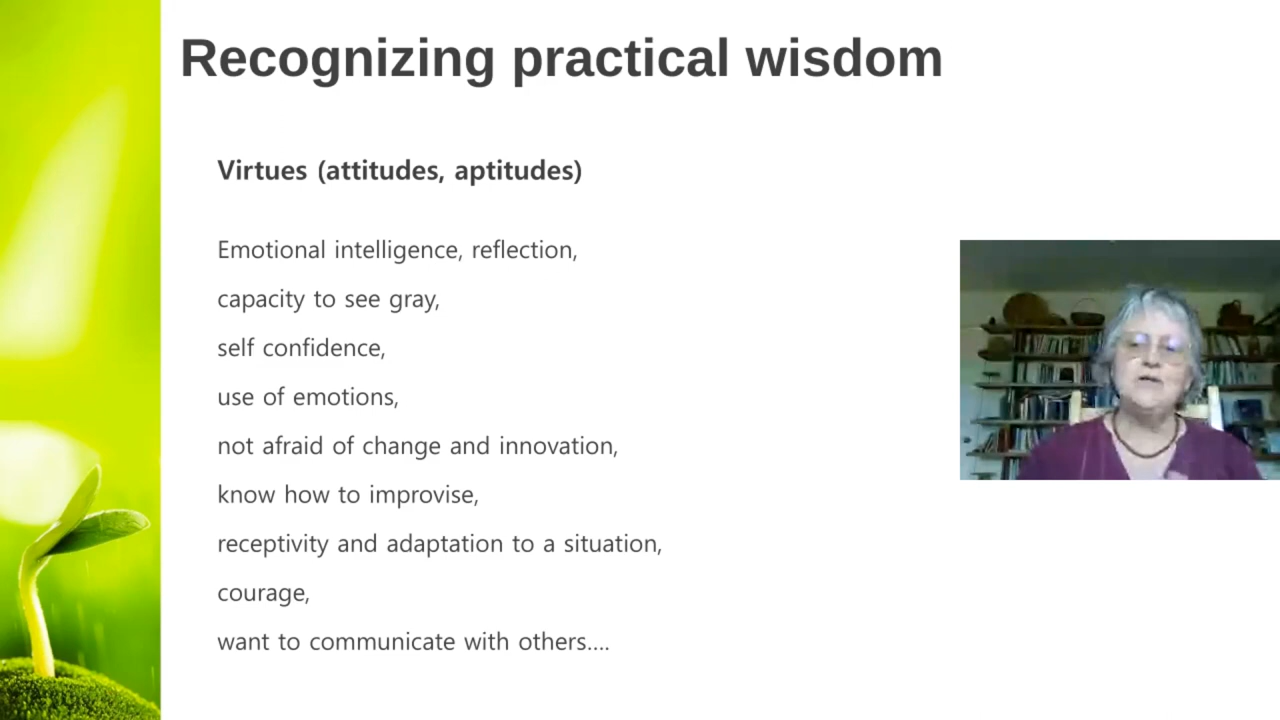 Recognizing practical wisdom
Virtues (attitudes, aptitudes)
Emotional intelligence, reflection,
capacity to see gray,
self confidence,
use of emotions,
not afraid of change and innovation,
know how to improvise,
receptivity and adaptation to a situation,
courage,
want to communicate with others....